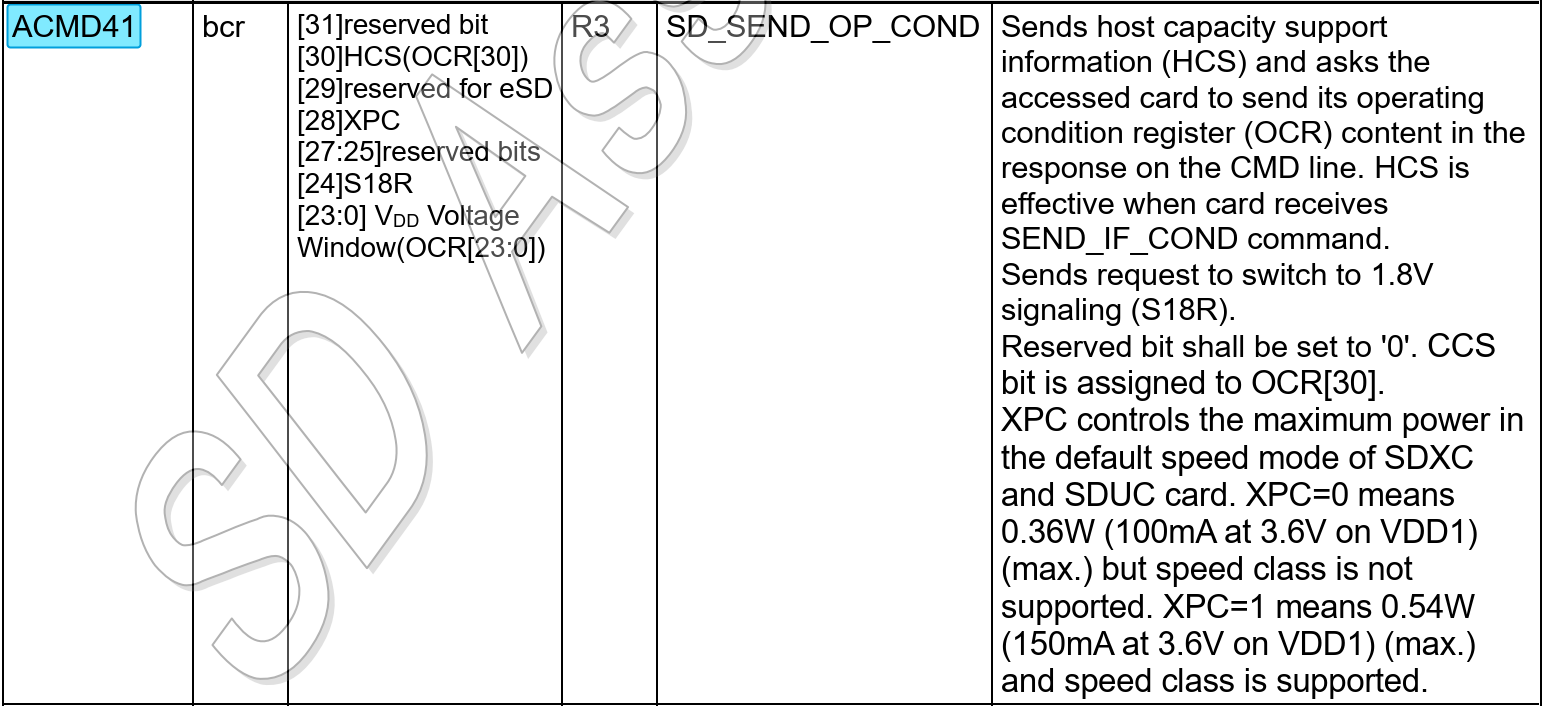 ACMD41
bcr
[31]reserved bit
[30]HCS(OCR[30])
[29]reserved for eSD
[28]XPC
[27:25]reserved bits
[24]S18R
[23:0] VDD Voltage
Window(OCR[23:0])
R3
SD_SEND_OP_COND
Sends host capacity support
information (HCS) and asks the
accessed card to send its operating
condition register (OCR) content in the
response on the CMD line. HCS is
effective when card receives
SEND_IF_COND command.
Sends request to switch to 1.8V
signaling (S18R).
Reserved bit shall be set to '0'. CCS
bit is assigned to OCR[30].
XPC controls the maximum power in
the default speed mode of SDXC
and SDUC card. XPC=0 means
0.36W (100mA at 3.6V on VDD1)
(max.) but speed class is not
supported. XPC=1 means 0.54W
(150mA at 3.6V on VDD1) (max.)
and speed class is supported.
SD